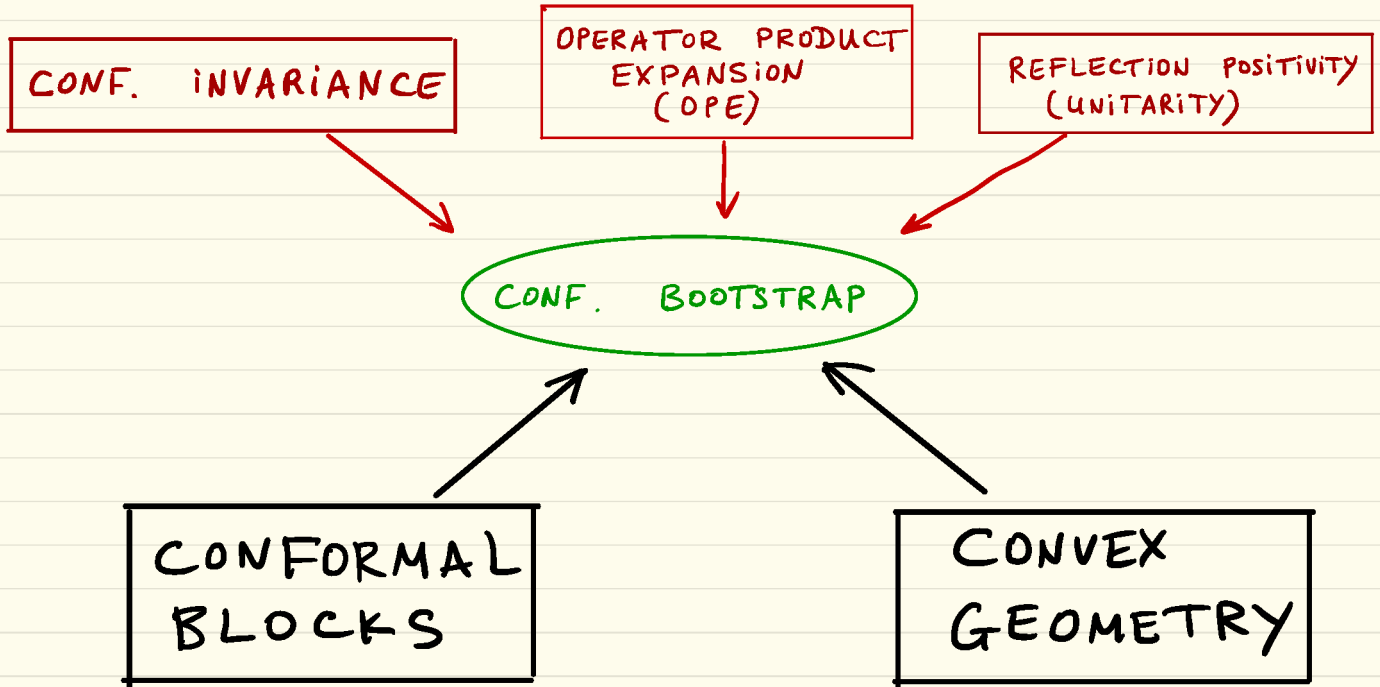 CONF. INVARIANCE
OPERATOR PRODUCT
EXPANSION
(OPE)
REFLECTION POSITIVITY
(UNITARITY)
CONF. BOOTSTRAP
CONFORMAL
BLOCKS
CONVEX
GEOMETRY